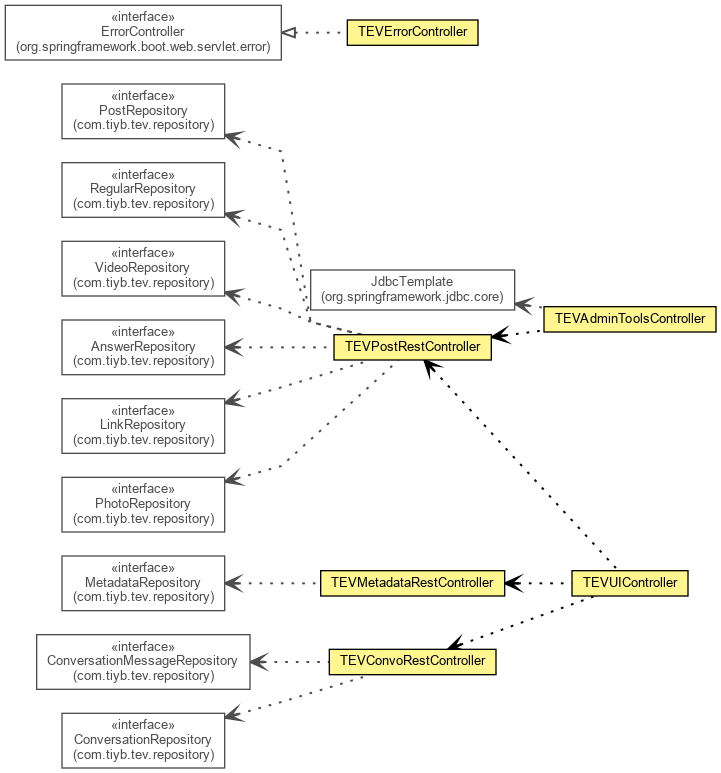 «interface»
ErrorController
(org.springframework.boot.web.servlet.error)
TEVErrorController
«interface»
PostRepository
(com.tiyb.tev.repository)
«interface»
RegularRepository
(com.tiyb.tev.repository)
«interface»
VideoRepository
(com.tiyb.tev.repository)
JdbcTemplate
(org.springframework.jdbc.core)
TEVAdminToolsController
«interface»
AnswerRepository
(com.tiyb.tev.repository)
TEVPostRestController
«interface»
LinkRepository
(com.tiyb.tev.repository)
«interface»
PhotoRepository
(com.tiyb.tev.repository)
«interface»
MetadataRepository
(com.tiyb.tev.repository)
TEVMetadataRestController
TEVUIController
«interface»
ConversationMessageRepository
(com.tiyb.tev.repository)
TEVConvoRestController
«interface»
ConversationRepository
(com.tiyb.tev.repository)